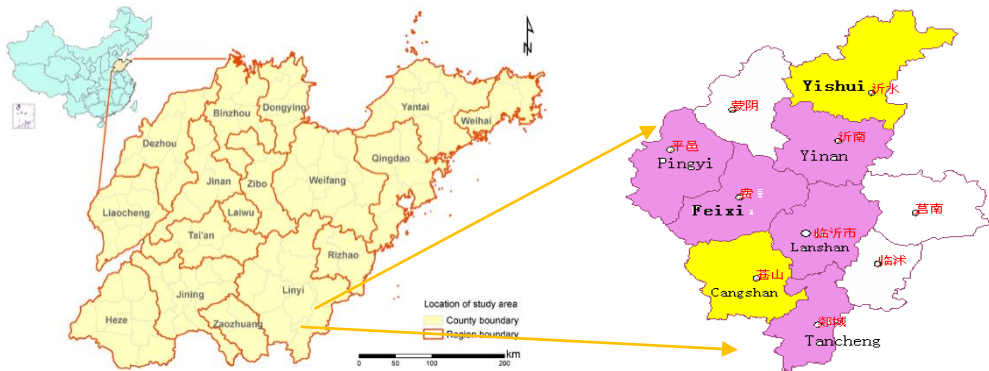 N
Binzhou
Dongying
Dezhou
Yantai
Weihai
Qingdao
Jinan
Zibo
Weifang
Liaocheng
Laiwu
Tai'an
Rizhao
Linyi
Jining
Heze
Zaozhuang
Location of study area
County boundary
Region boundary
0 50 100 200
km
Yishui
沂水
蒙阴
沂南
Yinan
平邑
Pingyi
费
Feixi
莒南
临沂市
Lanshan
临沭
苍山
Cangshan
郯城
Tancheng